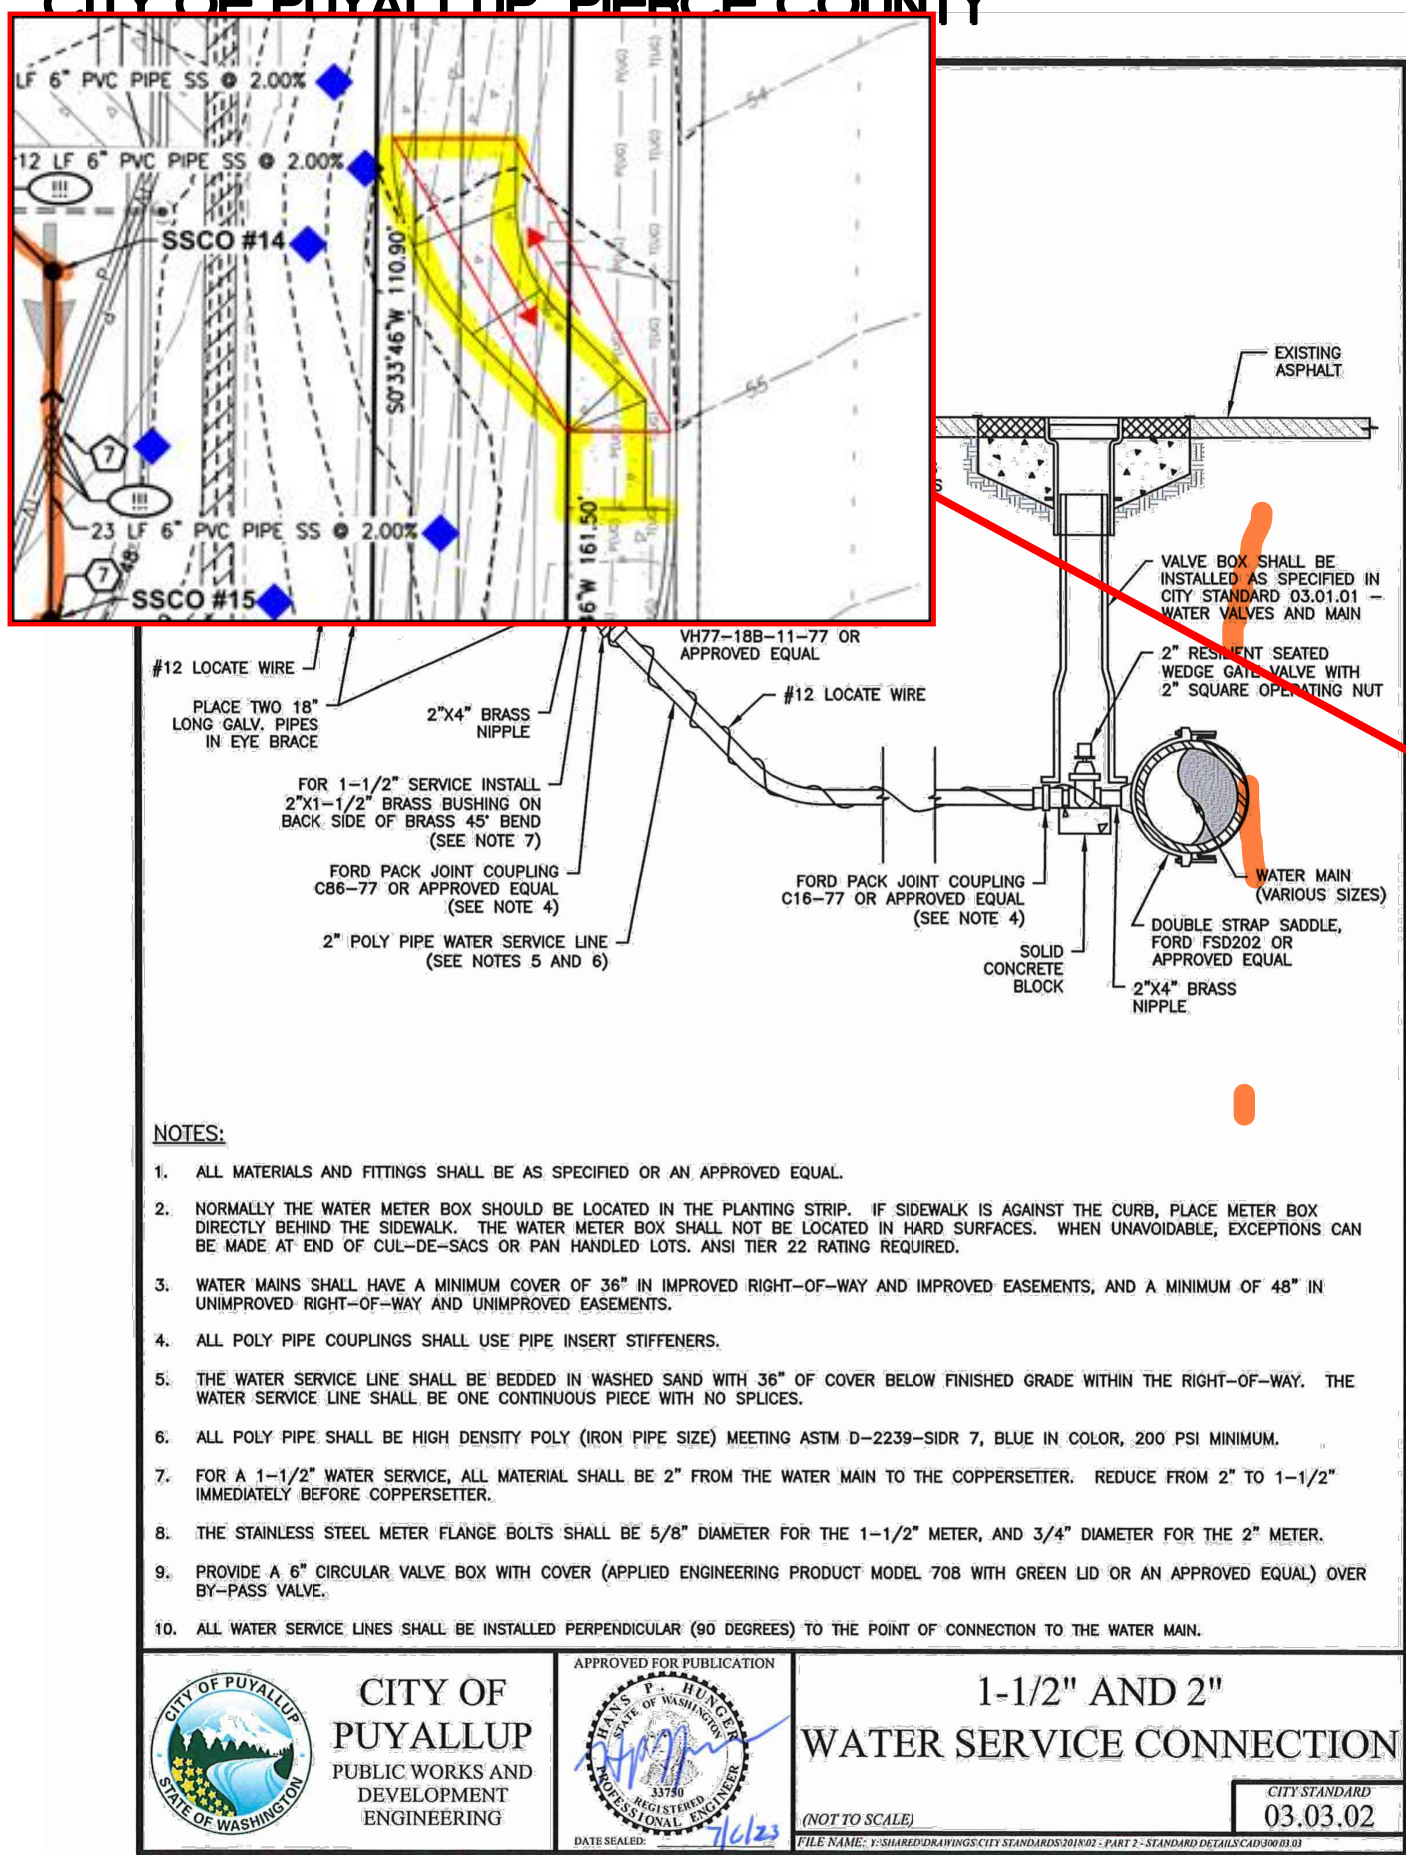 CITY OF PUYALLUP, PIERCE COUNTY
LF 6" PVC PIPE SS @ 2.00%
12 LF 6" PVC PIPE SS @ 2.00%
!!!
SSCO #14
S0°33'46"W 110.90'
54
55
P(UG)
T(UG)
7
!!!
23 LF 6" PVC PIPE SS @ 2.00%
48
7
SSCO #15
46"W 161.50'
EXISTING
ASPHALT
VALVE BOX SHALL BE
INSTALLED AS SPECIFIED IN
CITY STANDARD 03.01.01 –
WATER VALVES AND MAIN
2" RESILIENT SEATED
WEDGE GATE VALVE WITH
2" SQUARE OPERATING NUT
VH77-18B-11-77 OR
APPROVED EQUAL
#12 LOCATE WIRE
PLACE TWO 18"
LONG GALV. PIPES
IN EYE BRACE
2"X4" BRASS
NIPPLE
#12 LOCATE WIRE
FOR 1-1/2" SERVICE INSTALL
2"X1-1/2" BRASS BUSHING ON
BACK SIDE OF BRASS 45° BEND
(SEE NOTE 7)
FORD PACK JOINT COUPLING
C86-77 OR APPROVED EQUAL
(SEE NOTE 4)
2" POLY PIPE WATER SERVICE LINE
(SEE NOTES 5 AND 6)
FORD PACK JOINT COUPLING
C16-77 OR APPROVED EQUAL
(SEE NOTE 4)
SOLID
CONCRETE
BLOCK
WATER MAIN
(VARIOUS SIZES)
DOUBLE STRAP SADDLE,
FORD FSD202 OR
APPROVED EQUAL
2"X4" BRASS
NIPPLE
NOTES:
1. ALL MATERIALS AND FITTINGS SHALL BE AS SPECIFIED OR AN APPROVED EQUAL.
2. NORMALLY THE WATER METER BOX SHOULD BE LOCATED IN THE PLANTING STRIP. IF SIDEWALK IS AGAINST THE CURB, PLACE METER BOX
DIRECTLY BEHIND THE SIDEWALK. THE WATER METER BOX SHALL NOT BE LOCATED IN HARD SURFACES. WHEN UNAVOIDABLE, EXCEPTIONS CAN
BE MADE AT END OF CUL-DE-SACS OR PAN HANDLED LOTS. ANSI TIER 22 RATING REQUIRED.
3. WATER MAINS SHALL HAVE A MINIMUM COVER OF 36" IN IMPROVED RIGHT-OF-WAY AND IMPROVED EASEMENTS, AND A MINIMUM OF 48" IN
UNIMPROVED RIGHT-OF-WAY AND UNIMPROVED EASEMENTS.
4. ALL POLY PIPE COUPLINGS SHALL USE PIPE INSERT STIFFENERS.
5. THE WATER SERVICE LINE SHALL BE BEDDED IN WASHED SAND WITH 36" OF COVER BELOW FINISHED GRADE WITHIN THE RIGHT-OF-WAY. THE
WATER SERVICE LINE SHALL BE ONE CONTINUOUS PIECE WITH NO SPLICES.
6. ALL POLY PIPE SHALL BE HIGH DENSITY POLY (IRON PIPE SIZE) MEETING ASTM D-2239-SIDR 7, BLUE IN COLOR, 200 PSI MINIMUM.
7. FOR A 1-1/2" WATER SERVICE, ALL MATERIAL SHALL BE 2" FROM THE WATER MAIN TO THE COPPERSETTER. REDUCE FROM 2" TO 1-1/2"
IMMEDIATELY BEFORE COPPERSETTER.
8. THE STAINLESS STEEL METER FLANGE BOLTS SHALL BE 5/8" DIAMETER FOR THE 1-1/2" METER, AND 3/4" DIAMETER FOR THE 2" METER.
9. PROVIDE A 6" CIRCULAR VALVE BOX WITH COVER (APPLIED ENGINEERING PRODUCT MODEL 708 WITH GREEN LID OR AN APPROVED EQUAL) OVER
BY-PASS VALVE.
10. ALL WATER SERVICE LINES SHALL BE INSTALLED PERPENDICULAR (90 DEGREES) TO THE POINT OF CONNECTION TO THE WATER MAIN.
CITY OF PUYALLUP
STATE OF WASHINGTON
CITY OF
PUYALLUP
PUBLIC WORKS AND
DEVELOPMENT
ENGINEERING
APPROVED FOR PUBLICATION
HANS P. HUNGER
STATE OF WASHINGTON
33750
REGISTERED
PROFESSIONAL ENGINEER
DATE SEALED: 7/6/23
1-1/2" AND 2"
WATER SERVICE CONNECTION
(NOT TO SCALE)
CITY STANDARD
03.03.02
FILE NAME: Y:\SHARED\DRAWINGS\CITY STANDARDS\2018\02 - PART 2 - STANDARD DETAILS\CAD\300\03.03